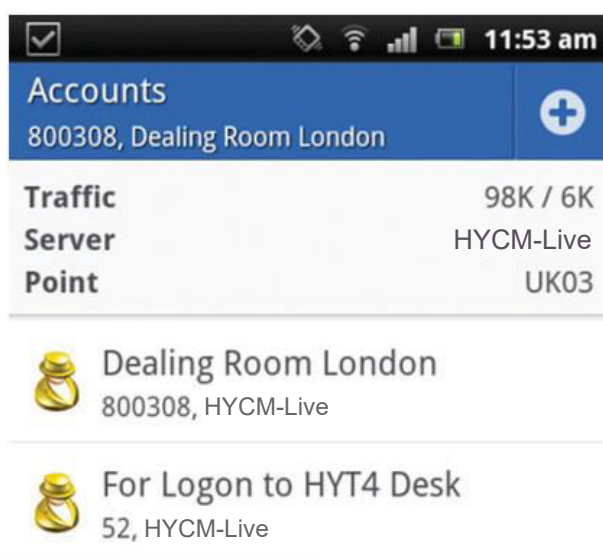 11:53 am
Accounts
800308, Dealing Room London
Traffic 98K / 6K
Server HYCM-Live
Point UK03
Dealing Room London
800308, HYCM-Live
For Logon to HYT4 Desk
52, HYCM-Live